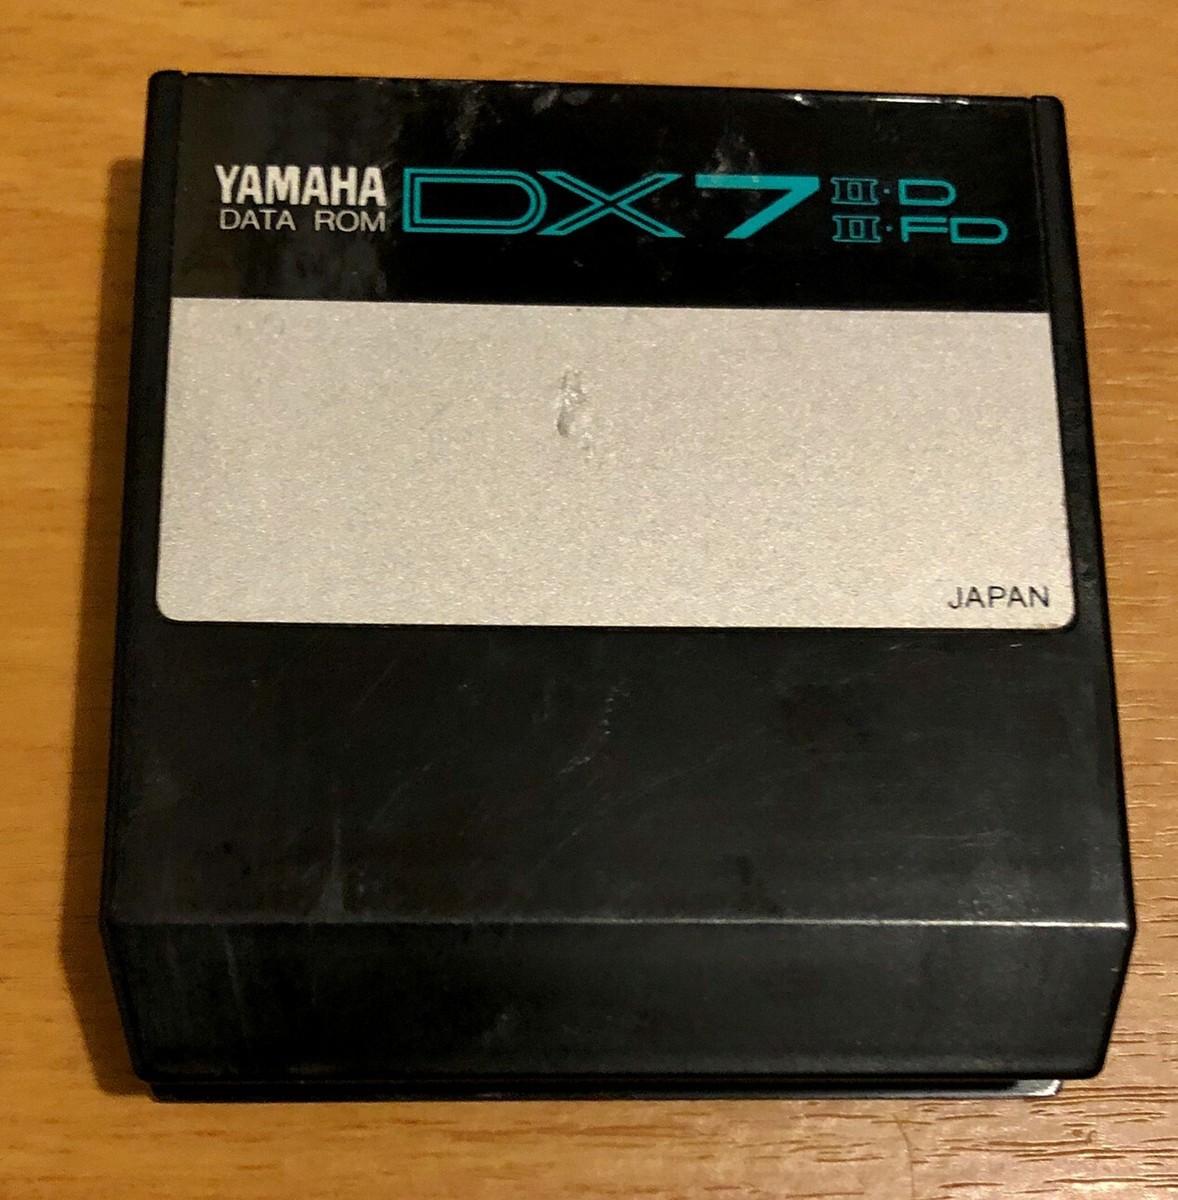 YAMAHA DX7 II·D
DATA ROM II·FD
JAPAN